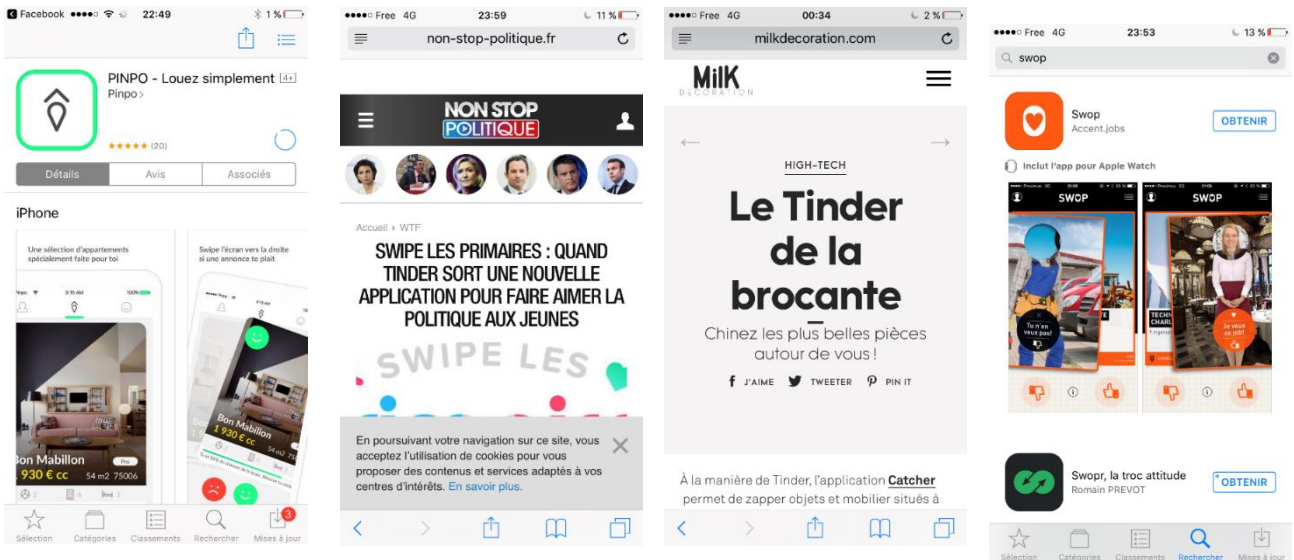 Facebook 22:49 1 %
PINPO - Louez simplement 4+
Pinpo >
(20)
Détails Avis Associés
iPhone
Une sélection d'appartements
spécialement faite pour toi
Swipe l'écran vers la droite
si une annonce te plait
9:15 AM 100%
Bon Mabillon
1 930 € cc
Bon Mabillon Pro
930 € cc 54 m2 75006
54 m2
Sélection Catégories Classements Rechercher Mises à jour
3
Free 4G 23:59 11 %
non-stop-politique.fr
NON STOP
POLITIQUE
Accueil > WTF
SWIPE LES PRIMAIRES : QUAND
TINDER SORT UNE NOUVELLE
APPLICATION POUR FAIRE AIMER LA
POLITIQUE AUX JEUNES
SWIPE LES
En poursuivant votre navigation sur ce site, vous
acceptez l'utilisation de cookies pour vous
proposer des contenus et services adaptés à vos
centres d'intérêts. En savoir plus.
Free 4G 00:34 2 %
milkdecoration.com
MilK
DECORATION
HIGH-TECH
Le Tinder
de la
brocante
Chinez les plus belles pièces
autour de vous !
J'AIME TWEETER PIN IT
À la manière de Tinder, l'application Catcher
permet de zapper objets et mobilier situés à
Free 4G 23:53 13 %
swop
Swop
Accent.jobs
OBTENIR
Inclut l'app pour Apple Watch
SWOP SWOP
Tu n'en
veux pas!
Je veux
ce job!
Swopr, la troc attitude
Romain PREVOT
OBTENIR
Sélection Catégories Classements Rechercher Mises à jour